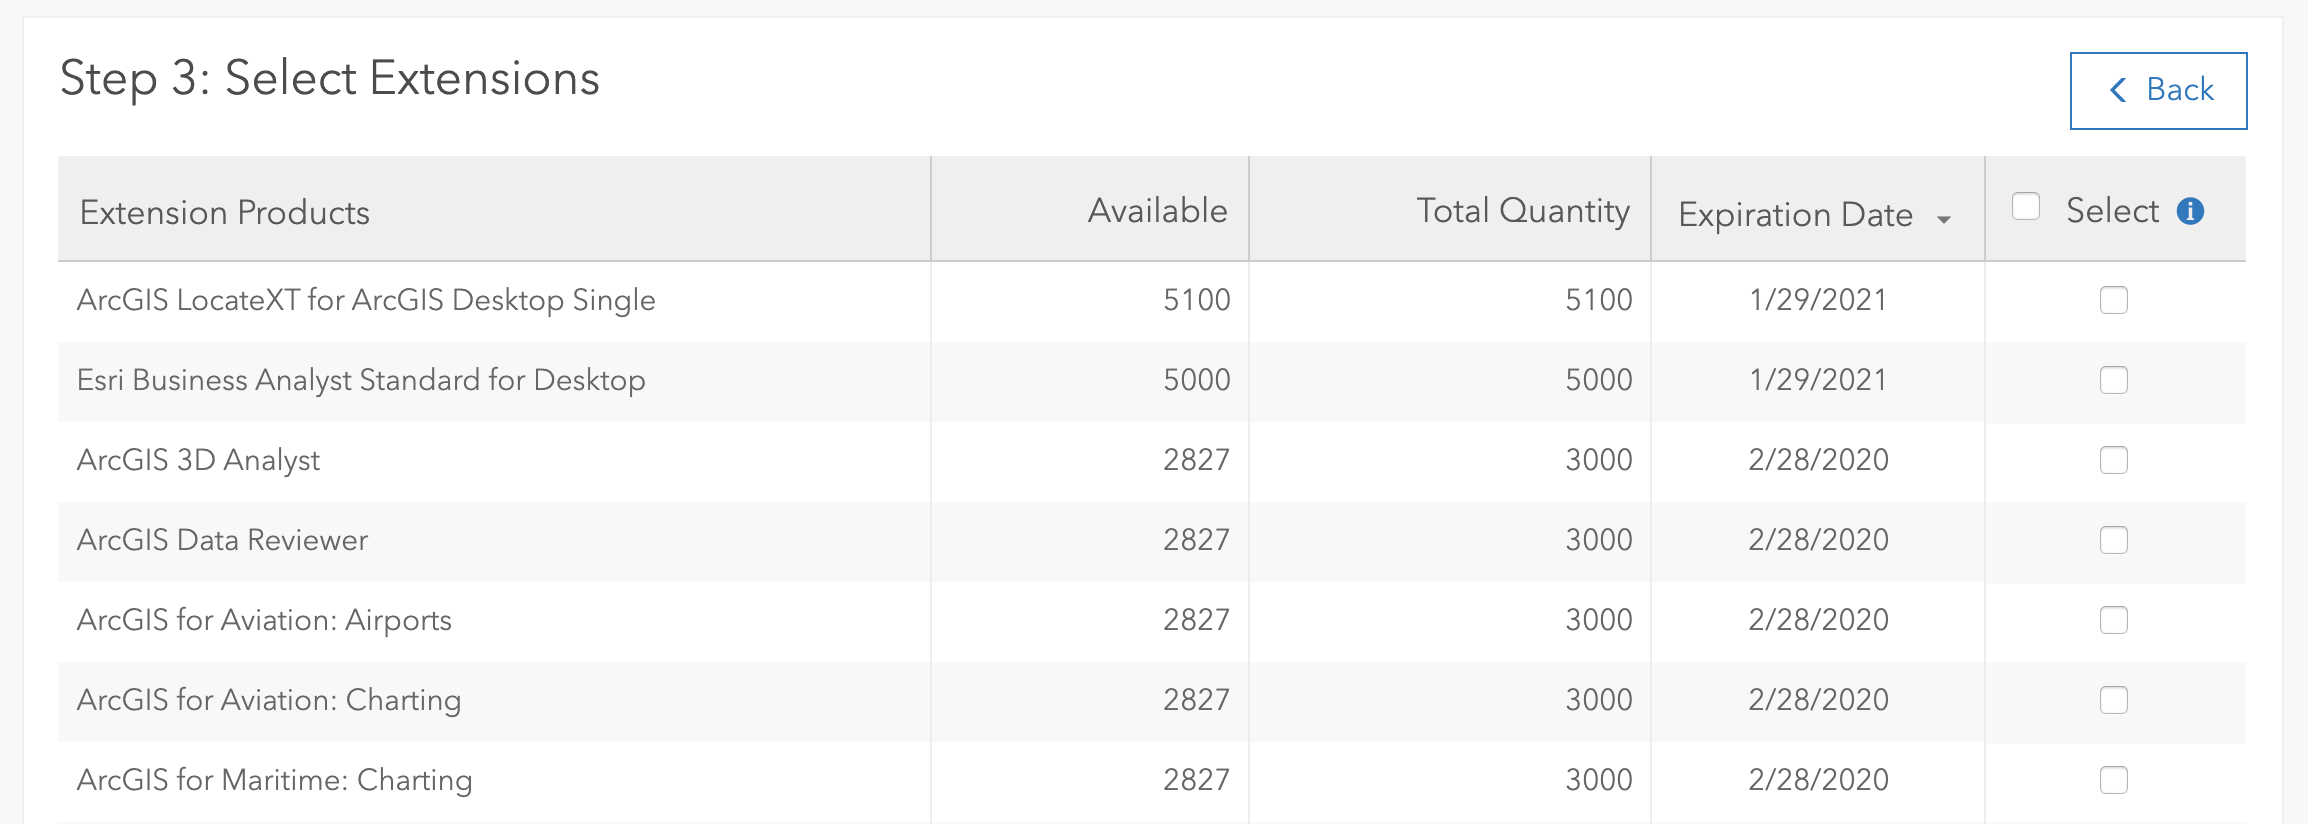 Step 3: Select Extensions
Back
Extension Products Available Total Quantity Expiration Date Select
ArcGIS LocateXT for ArcGIS Desktop Single 5100 5100 1/29/2021
Esri Business Analyst Standard for Desktop 5000 5000 1/29/2021
ArcGIS 3D Analyst 2827 3000 2/28/2020
ArcGIS Data Reviewer 2827 3000 2/28/2020
ArcGIS for Aviation: Airports 2827 3000 2/28/2020
ArcGIS for Aviation: Charting 2827 3000 2/28/2020
ArcGIS for Maritime: Charting 2827 3000 2/28/2020